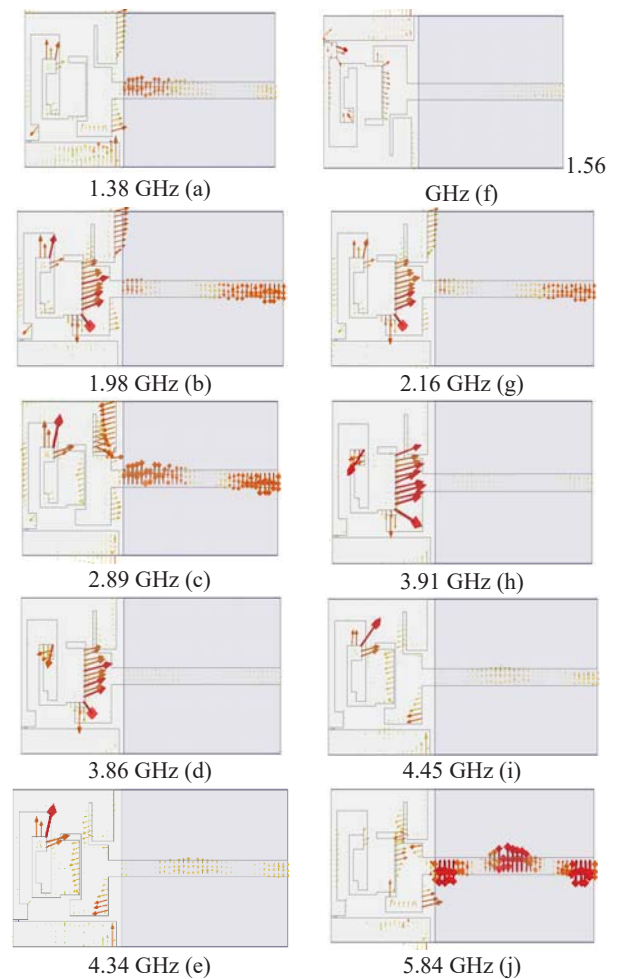 1.38 GHz (a)
1.56
GHz (f)
1.98 GHz (b)
2.16 GHz (g)
2.89 GHz (c)
3.91 GHz (h)
3.86 GHz (d)
4.45 GHz (i)
4.34 GHz (e)
5.84 GHz (j)